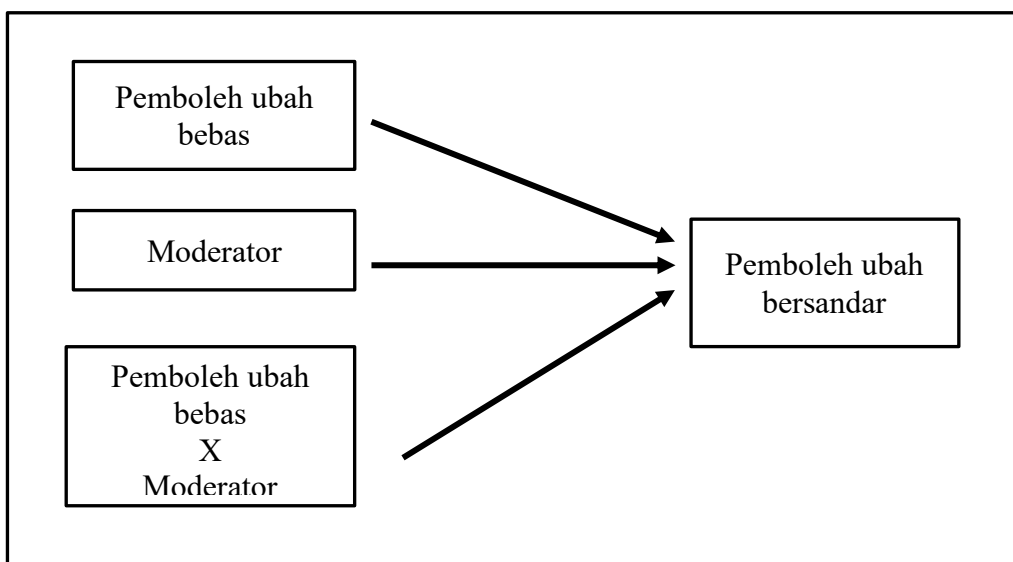 Pemboleh ubah
bebas
Moderator
Pemboleh ubah
bebas
X
Moderator
Pemboleh ubah
bersandar